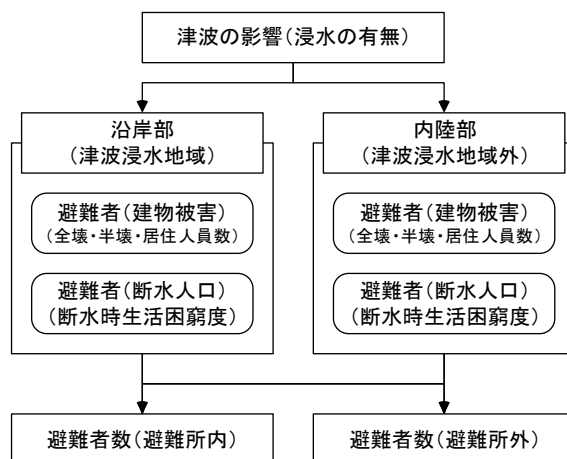 津波の影響(浸水の有無)
沿岸部
(津波浸水地域)
内陸部
(津波浸水地域外)
避難者(建物被害)
(全壊・半壊・居住人員数)
避難者(建物被害)
(全壊・半壊・居住人員数)
避難者(断水人口)
(断水時生活困窮度)
避難者(断水人口)
(断水時生活困窮度)
避難者数(避難所内)
避難者数(避難所外)